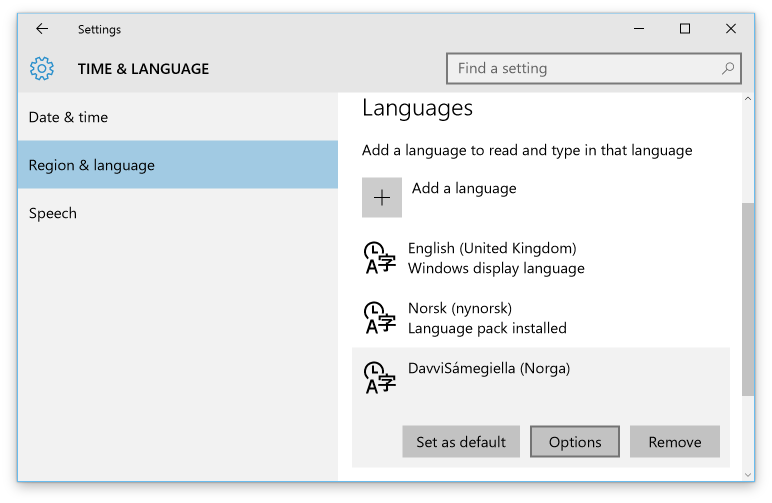 Settings
TIME & LANGUAGE
Find a setting
Date & time
Region & language
Speech
Languages
Add a language to read and type in that language
Add a language
English (United Kingdom)
Windows display language
Norsk (nynorsk)
Language pack installed
DavviSámegiella (Norga)
Set as default
Options
Remove